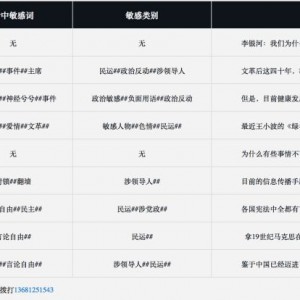 中敏感词 敏感类别
无 无 李银河：我们为什
##事件##主席 民运##政治反动##涉领导人 文革后这四十年，
##神经兮兮##事件 政治敏感##负面用语##政治反动 但是，目前健康发
##爱情##文革## 敏感人物##色情##民运## 最近王小波的《绿
无 无 为什么有些事情不
封锁##翻墙 涉领导人## 目前的信息传播手
自由##民主## 民运##涉党政## 各国宪法中全都有
言论自由## 民运## 拿19世纪马克思在
##言论自由## 涉领导人##民运## 鉴于中国已经迈进
拨打13681251543